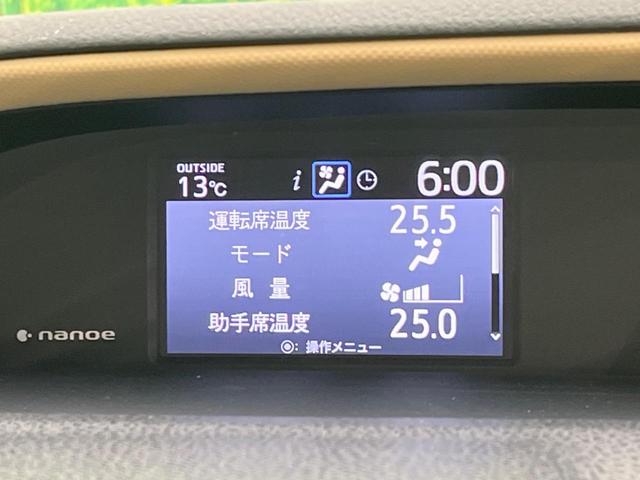 OUTSIDE
13℃
i
6:00
運転席温度 25.5
モード
風量
助手席温度 25.0
◉: 操作メニュー
nanoe